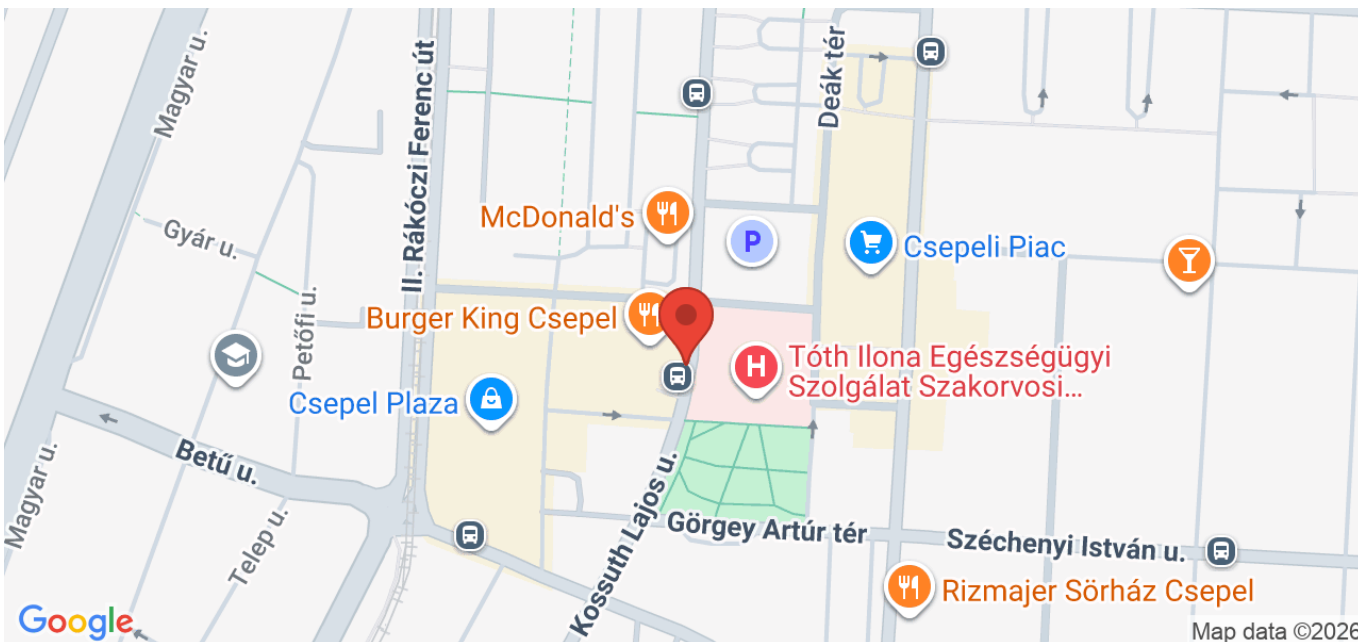 Magyar u.
II. Rákóczi Ferenc út
Deák tér
McDonald's
P
Csepeli Piac
Gyár u.
Petőfi u.
Burger King Csepel
H
Tóth Ilona Egészségügyi
Szolgálat Szakorvosi...
Csepel Plaza
Betű u.
Magyar u.
Telep u.
Kossuth Lajos u.
Görgey Artúr tér
Széchenyi István u.
Rizmajer Sörház Csepel
Google
Map data ©2026